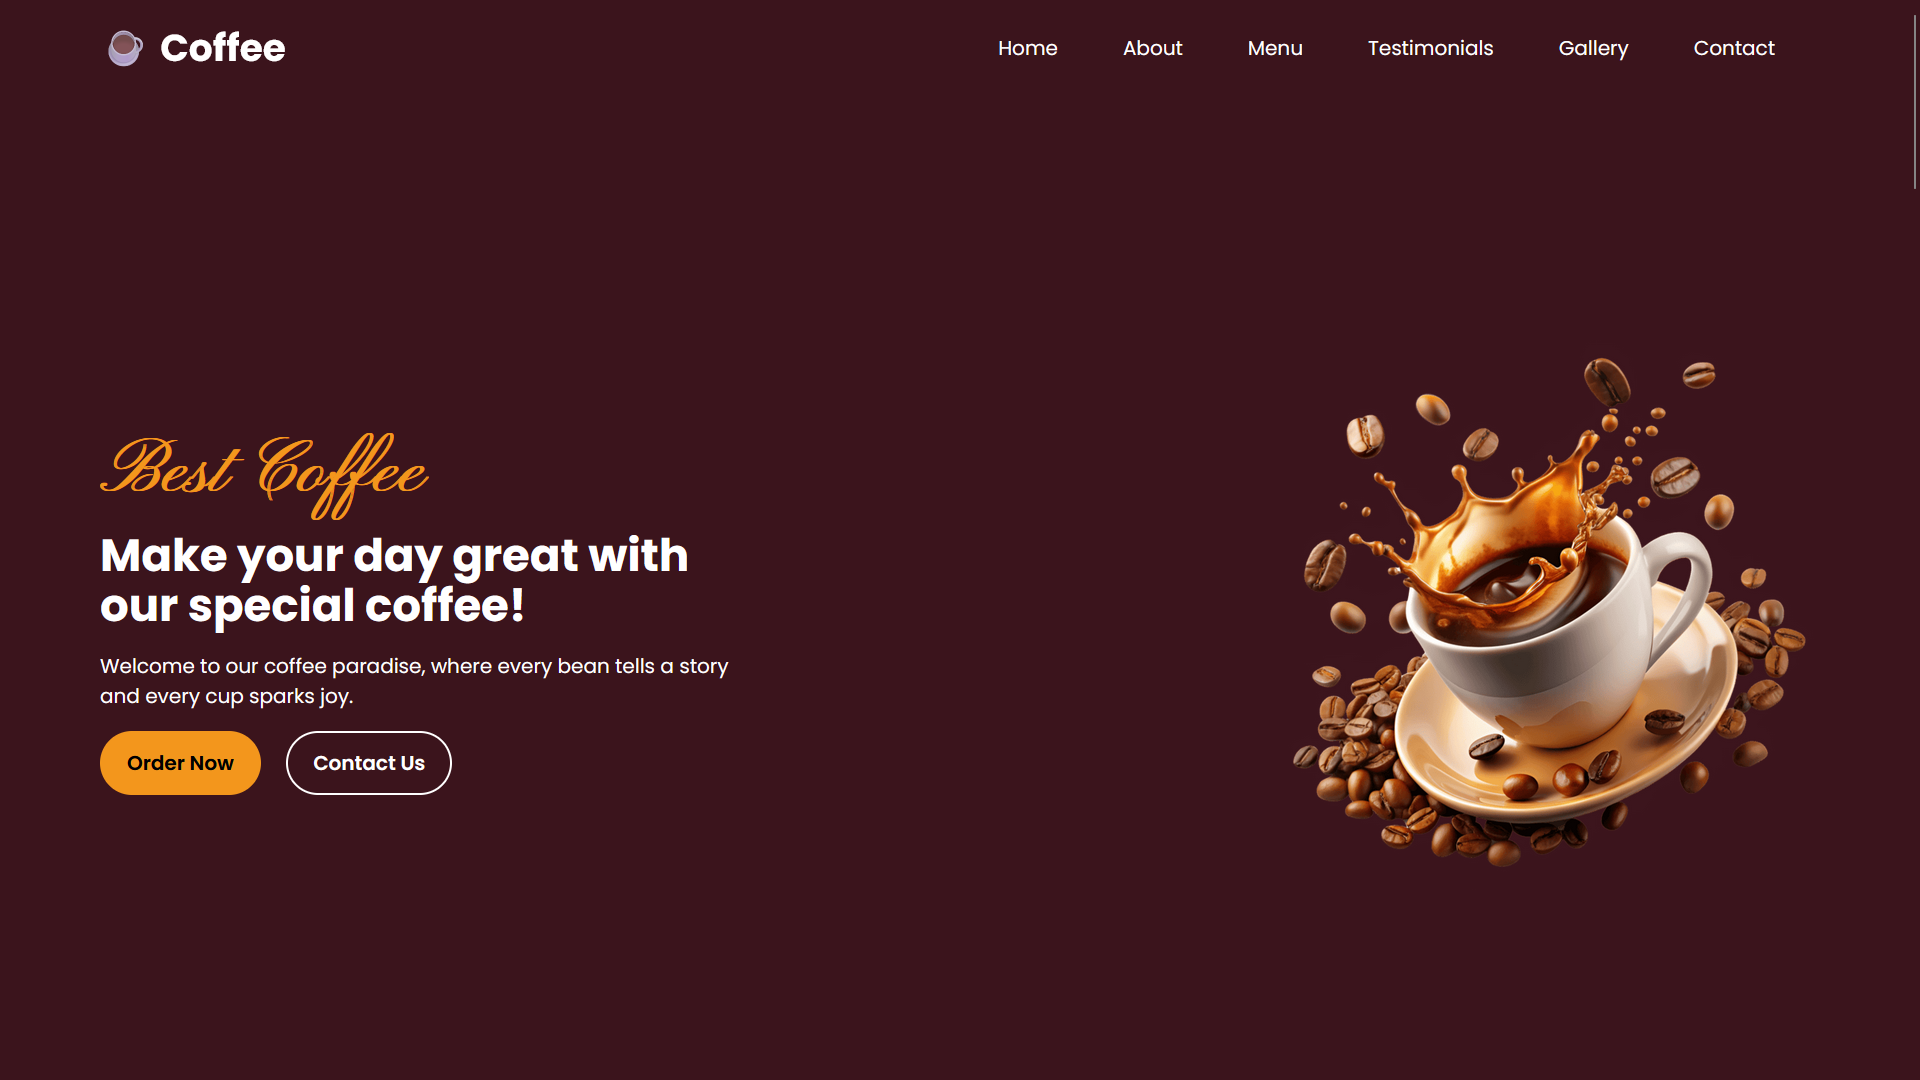 Coffee
Home
About
Menu
Testimonials
Gallery
Contact
Best Coffee
Make your day great with
our special coffee!
Welcome to our coffee paradise, where every bean tells a story
and every cup sparks joy.
Order Now
Contact Us